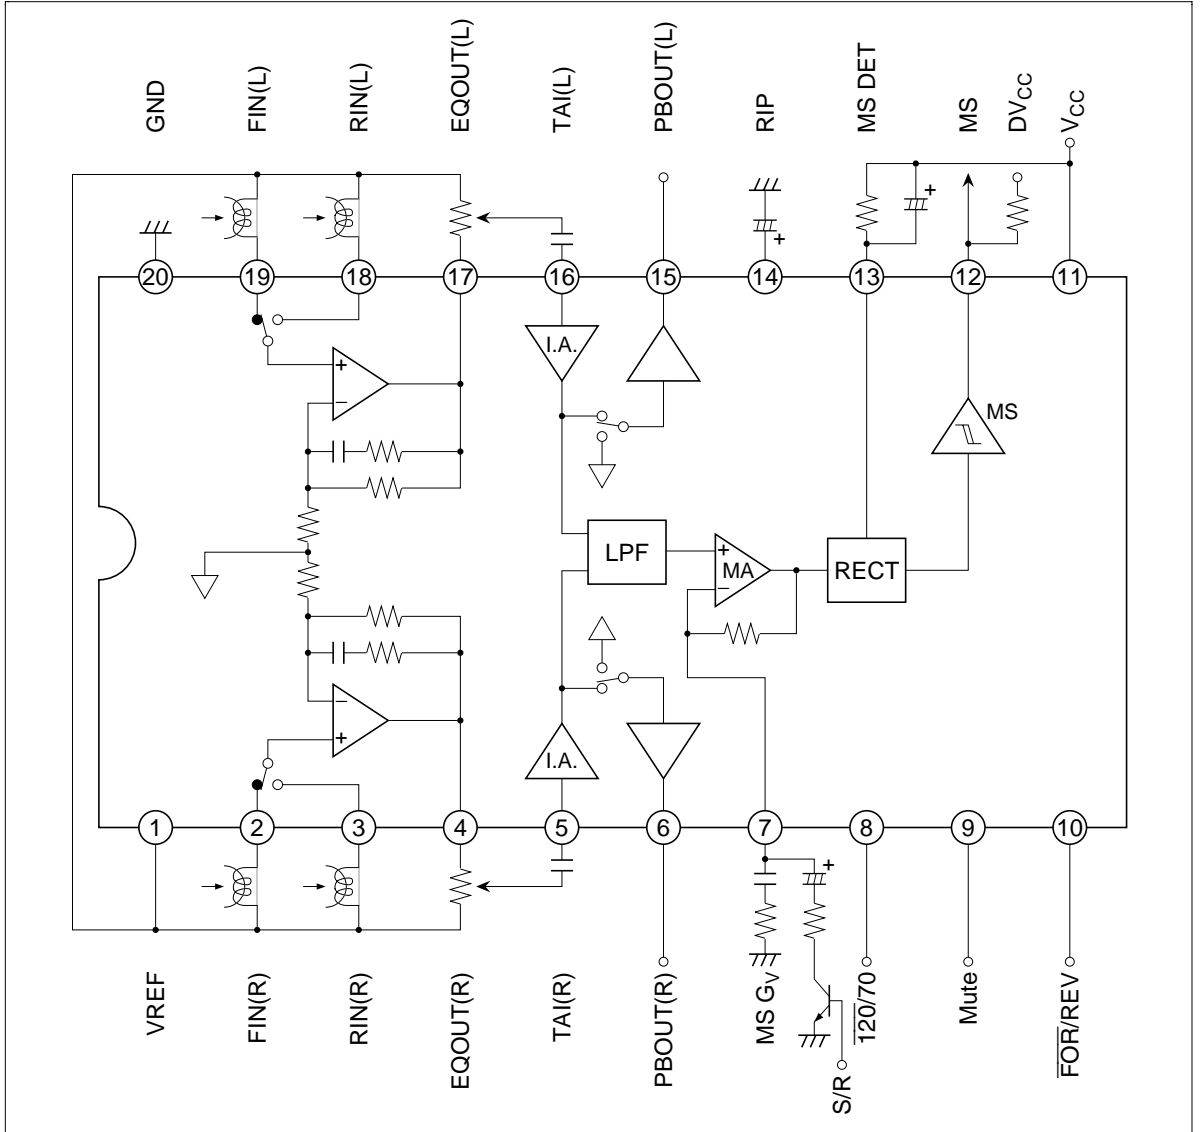 GND
FIN(L)
RIN(L)
EQOUT(L)
TAI(L)
PBOUT(L)
RIP
MS DET
MS
DVCC
VCC
+
+
20
19
18
17
16
15
14
13
12
11
I.A.
+
−
MS
LPF
+
MA
−
RECT
−
+
I.A.
1
2
3
4
5
6
7
8
9
10
+
VREF
FIN(R)
RIN(R)
EQOUT(R)
TAI(R)
PBOUT(R)
MS GV
S/R
120/70
Mute
FOR/REV